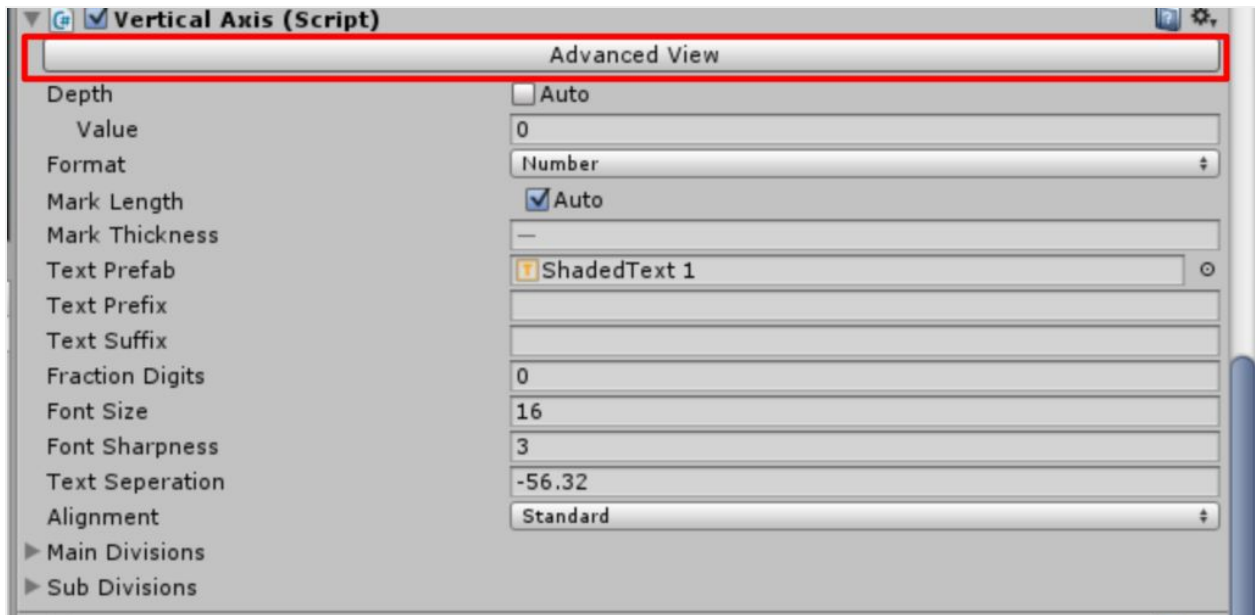 Vertical Axis (Script)
Advanced View
Depth Auto
Value 0
Format Number
Mark Length Auto
Mark Thickness —
Text Prefab ShadedText 1
Text Prefix
Text Suffix
Fraction Digits 0
Font Size 16
Font Sharpness 3
Text Seperation -56.32
Alignment Standard
Main Divisions
Sub Divisions